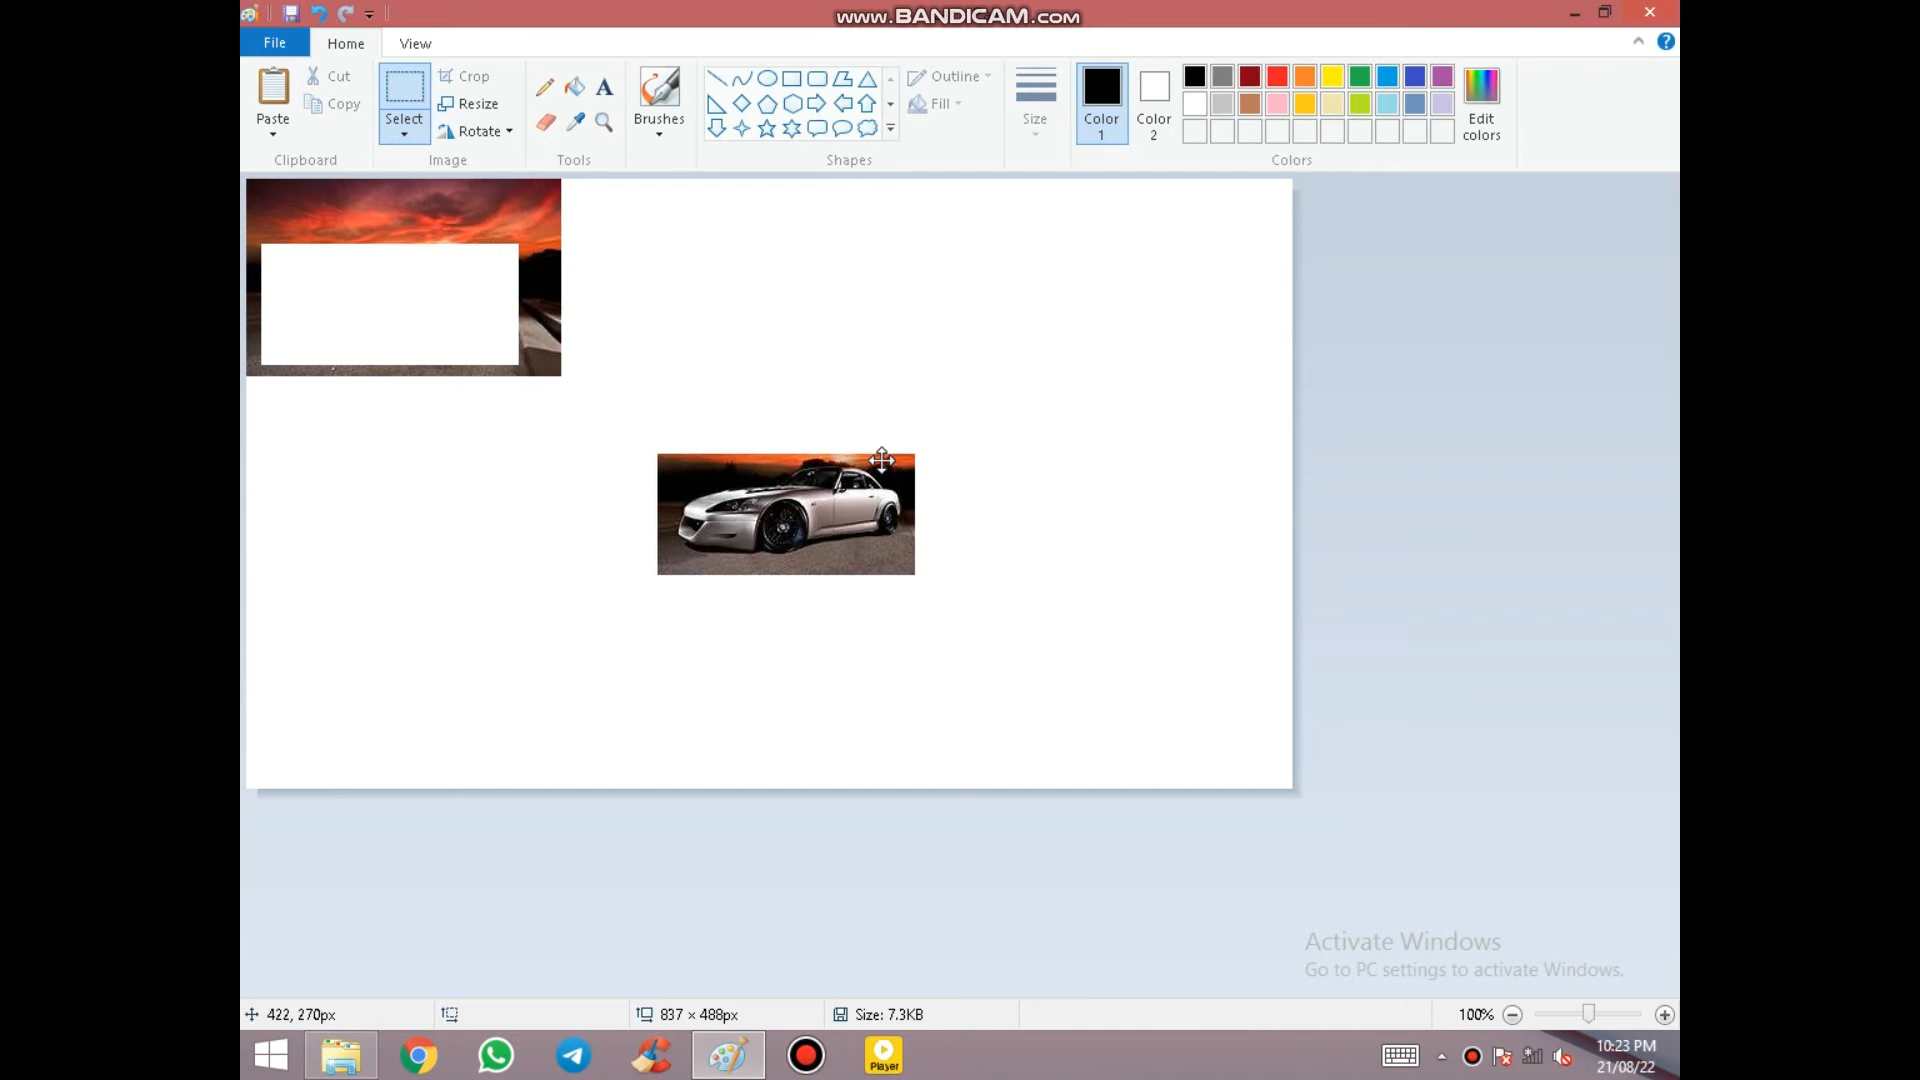 www.BANDICAM.com
File
Home
View
Paste
Cut
Copy
Clipboard
Select
Crop
Resize
Rotate
Image
A
Tools
Brushes
Outline
Fill
Shapes
Size
Color 1
Color 2
Edit colors
Colors
Activate Windows
Go to PC settings to activate Windows.
422, 270px
837 × 488px
Size: 7.3KB
100%
Player
10:23 PM
21/08/22